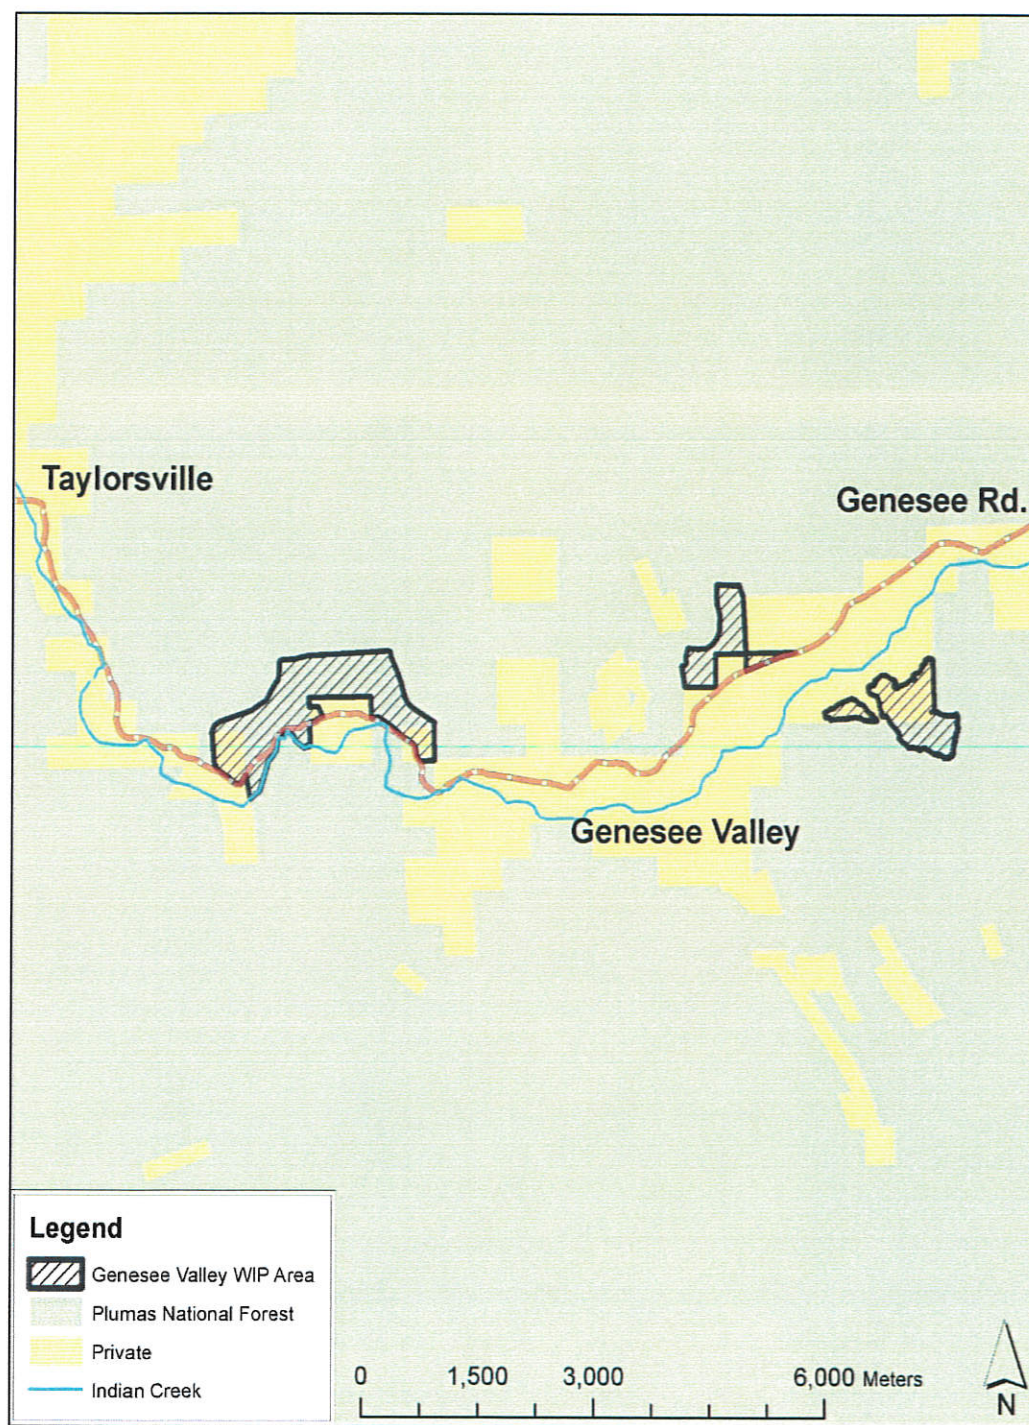 Taylorsville
Genesee Rd.
Genesee Valley
Legend
Genesee Valley WIP Area
Plumas National Forest
Private
Indian Creek
0 1,500 3,000 6,000 Meters
N